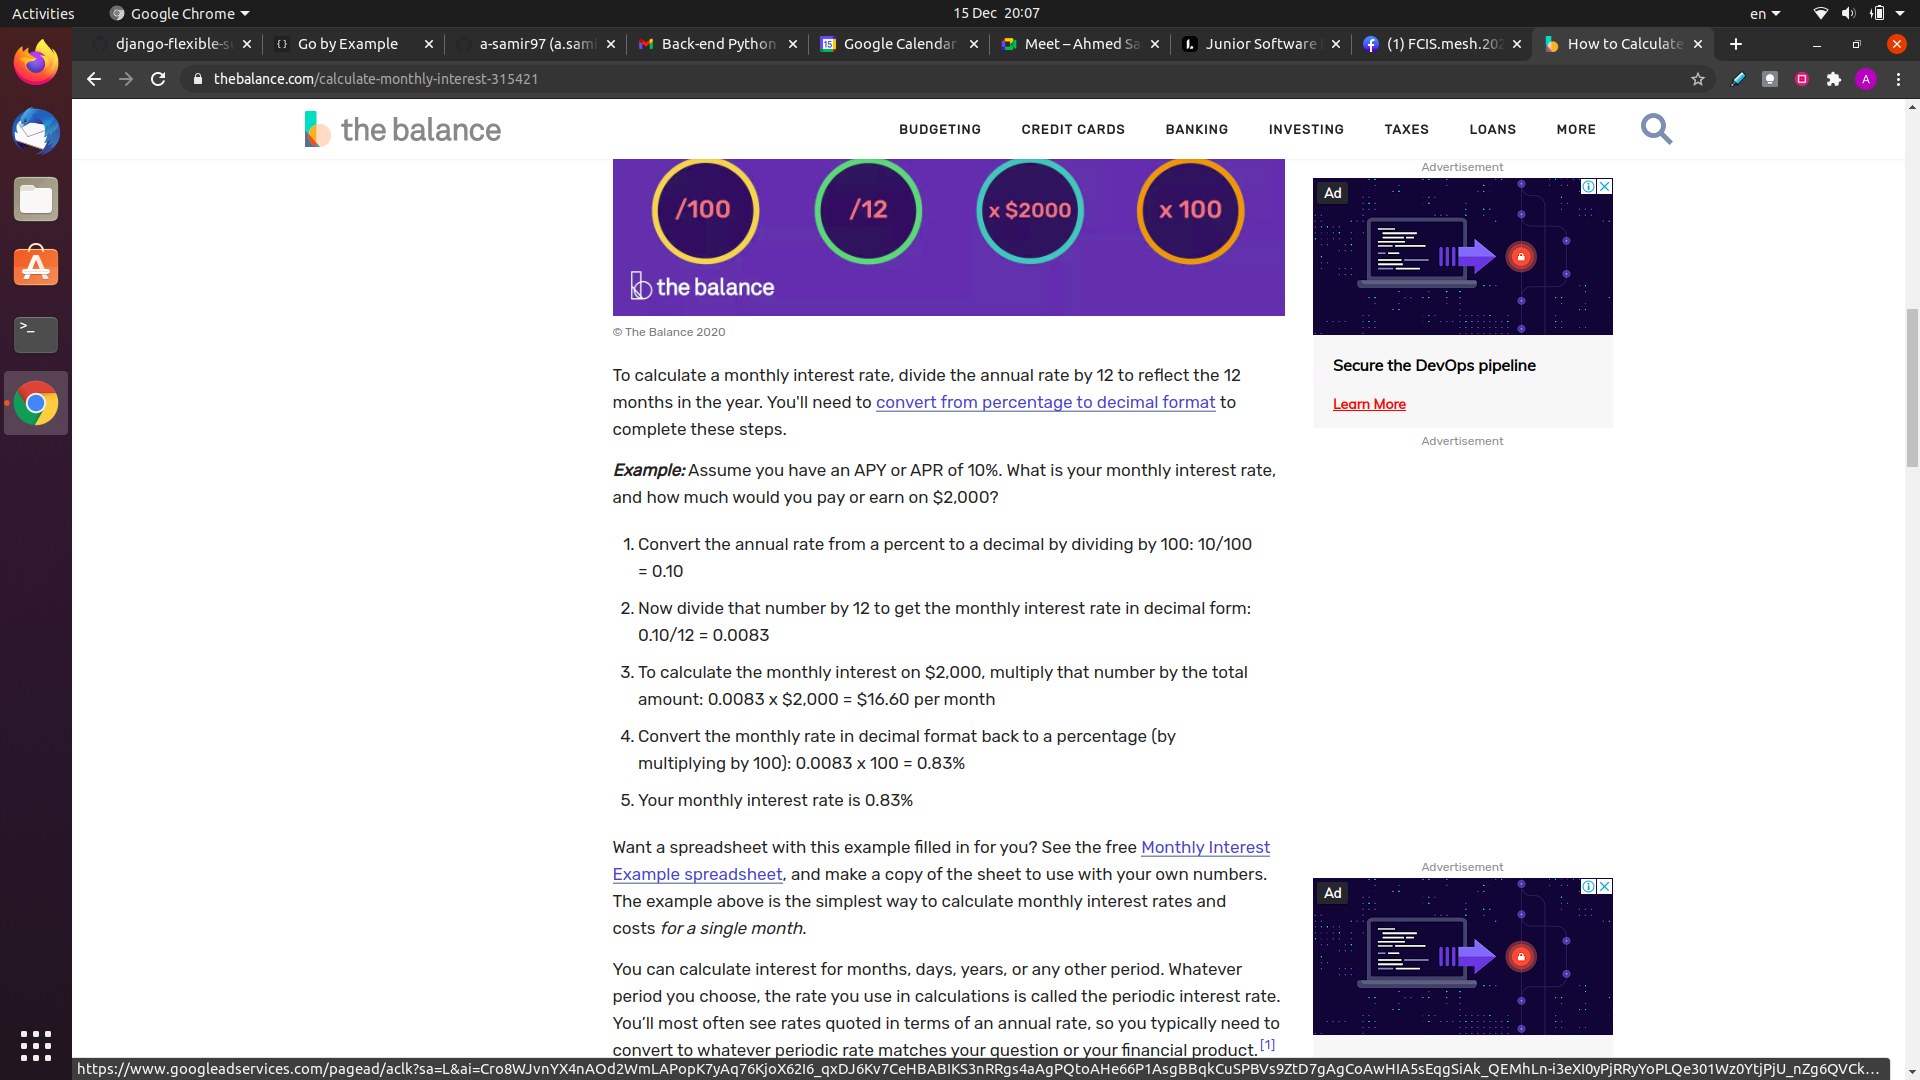 Activities
Google Chrome
15 Dec 20:07
en
django-flexible-s
Go by Example
a-samir97 (a.sam
Back-end Python
Google Calendar
Meet – Ahmed Sa
Junior Software
(1) FCIS.mesh.202
How to Calculate
thebalance.com/calculate-monthly-interest-315421
A
the balance
BUDGETING
CREDIT CARDS
BANKING
INVESTING
TAXES
LOANS
MORE
/100
/12
x $2000
x 100
the balance
© The Balance 2020
To calculate a monthly interest rate, divide the annual rate by 12 to reflect the 12
months in the year. You'll need to convert from percentage to decimal format to
complete these steps.
Example: Assume you have an APY or APR of 10%. What is your monthly interest rate,
and how much would you pay or earn on $2,000?
1. Convert the annual rate from a percent to a decimal by dividing by 100: 10/100
= 0.10
2. Now divide that number by 12 to get the monthly interest rate in decimal form:
0.10/12 = 0.0083
3. To calculate the monthly interest on $2,000, multiply that number by the total
amount: 0.0083 x $2,000 = $16.60 per month
4. Convert the monthly rate in decimal format back to a percentage (by
multiplying by 100): 0.0083 x 100 = 0.83%
5. Your monthly interest rate is 0.83%
Want a spreadsheet with this example filled in for you? See the free Monthly Interest
Example spreadsheet, and make a copy of the sheet to use with your own numbers.
The example above is the simplest way to calculate monthly interest rates and
costs for a single month.
You can calculate interest for months, days, years, or any other period. Whatever
period you choose, the rate you use in calculations is called the periodic interest rate.
You’ll most often see rates quoted in terms of an annual rate, so you typically need to
convert to whatever periodic rate matches your question or your financial product. [1]
Advertisement
Ad
Secure the DevOps pipeline
Learn More
Advertisement
Advertisement
Ad